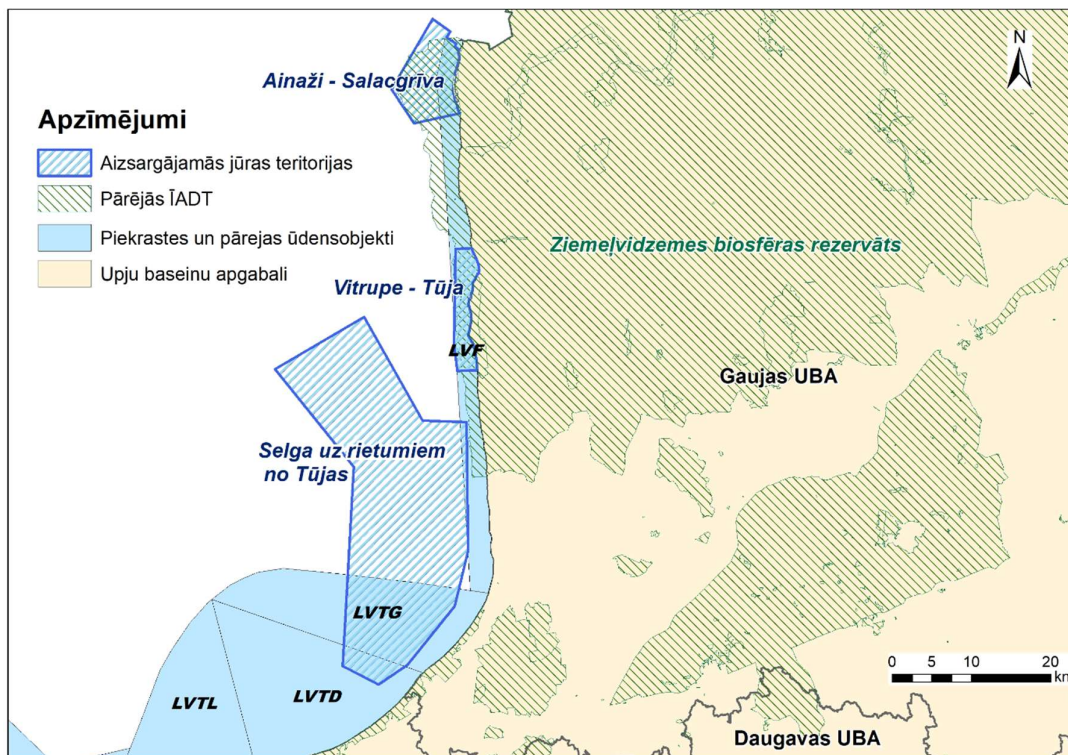 N
Ainaži - Salacgrīva
Apzīmējumi
Aizsargājamās jūras teritorijas
Pārējās ĪADT
Piekrastes un pārejas ūdensobjekti
Upju baseinu apgabali
Ziemeļvidzemes biosfēras rezervāts
Vitrupe - Tūja
LVF
Gaujas UBA
Selga uz rietumiem
no Tūjas
LVTG
0 5 10 20
km
LVTL
LVTD
Daugavas UBA